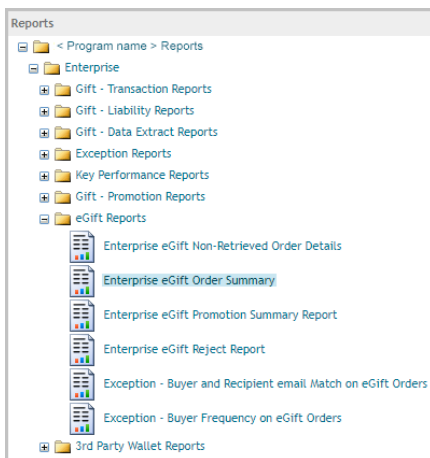 Reports
< Program name > Reports
Enterprise
Gift - Transaction Reports
Gift - Liability Reports
Gift - Data Extract Reports
Exception Reports
Key Performance Reports
Gift - Promotion Reports
eGift Reports
Enterprise eGift Non-Retrieved Order Details
Enterprise eGift Order Summary
Enterprise eGift Promotion Summary Report
Enterprise eGift Reject Report
Exception - Buyer and Recipient email Match on eGift Orders
Exception - Buyer Frequency on eGift Orders
3rd Party Wallet Reports